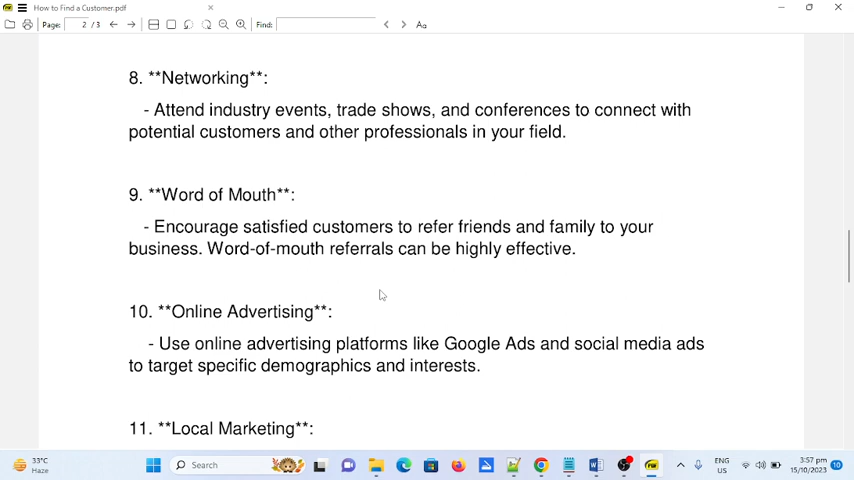 How to Find a Customer.pdf
Page: 2 / 3 Find: Aa
8. **Networking**:
- Attend industry events, trade shows, and conferences to connect with
potential customers and other professionals in your field.
9. **Word of Mouth**:
- Encourage satisfied customers to refer friends and family to your
business. Word-of-mouth referrals can be highly effective.
10. **Online Advertising**:
- Use online advertising platforms like Google Ads and social media ads
to target specific demographics and interests.
11. **Local Marketing**:
33°C
Haze
Search
ENG
US
3:57 pm
15/10/2023
10